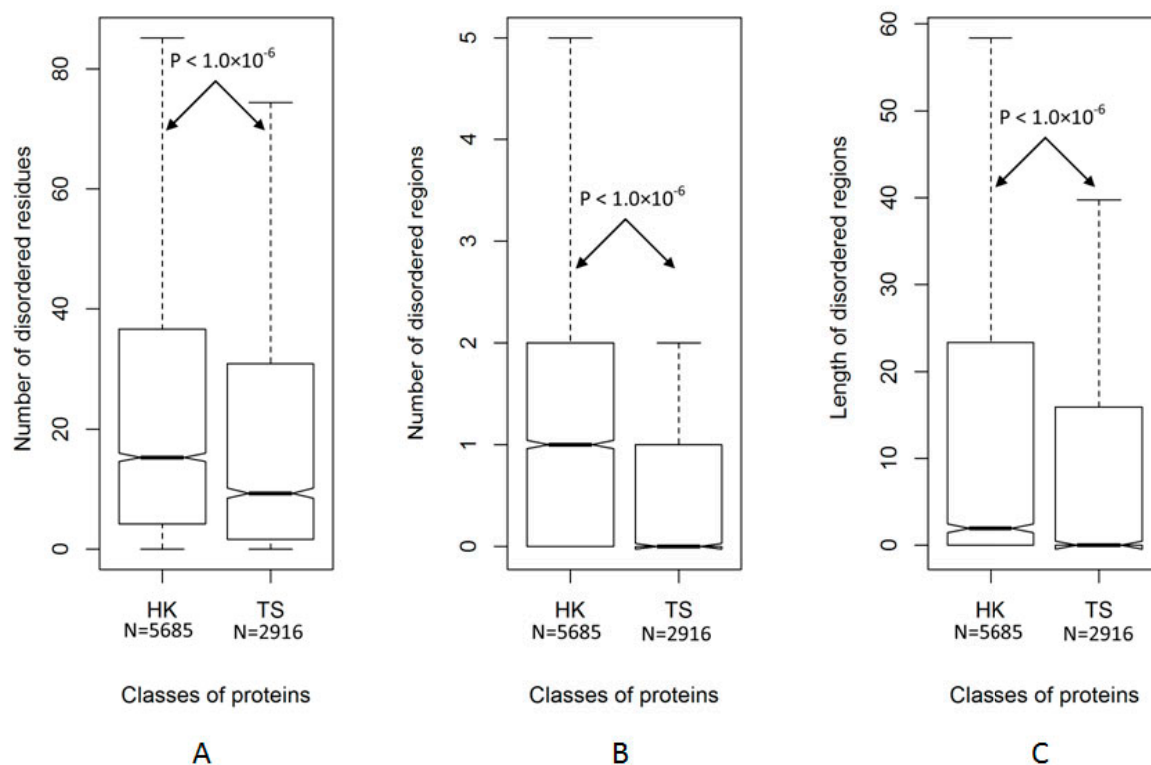 Number of disordered residues
80
60
40
20
0
P < 1.0×10⁻⁶
HK
N=5685
TS
N=2916
Classes of proteins
A
Number of disordered regions
5
4
3
2
1
0
P < 1.0×10⁻⁶
HK
N=5685
TS
N=2916
Classes of proteins
B
Length of disordered regions
60
50
40
30
20
10
0
P < 1.0×10⁻⁶
HK
N=5685
TS
N=2916
Classes of proteins
C